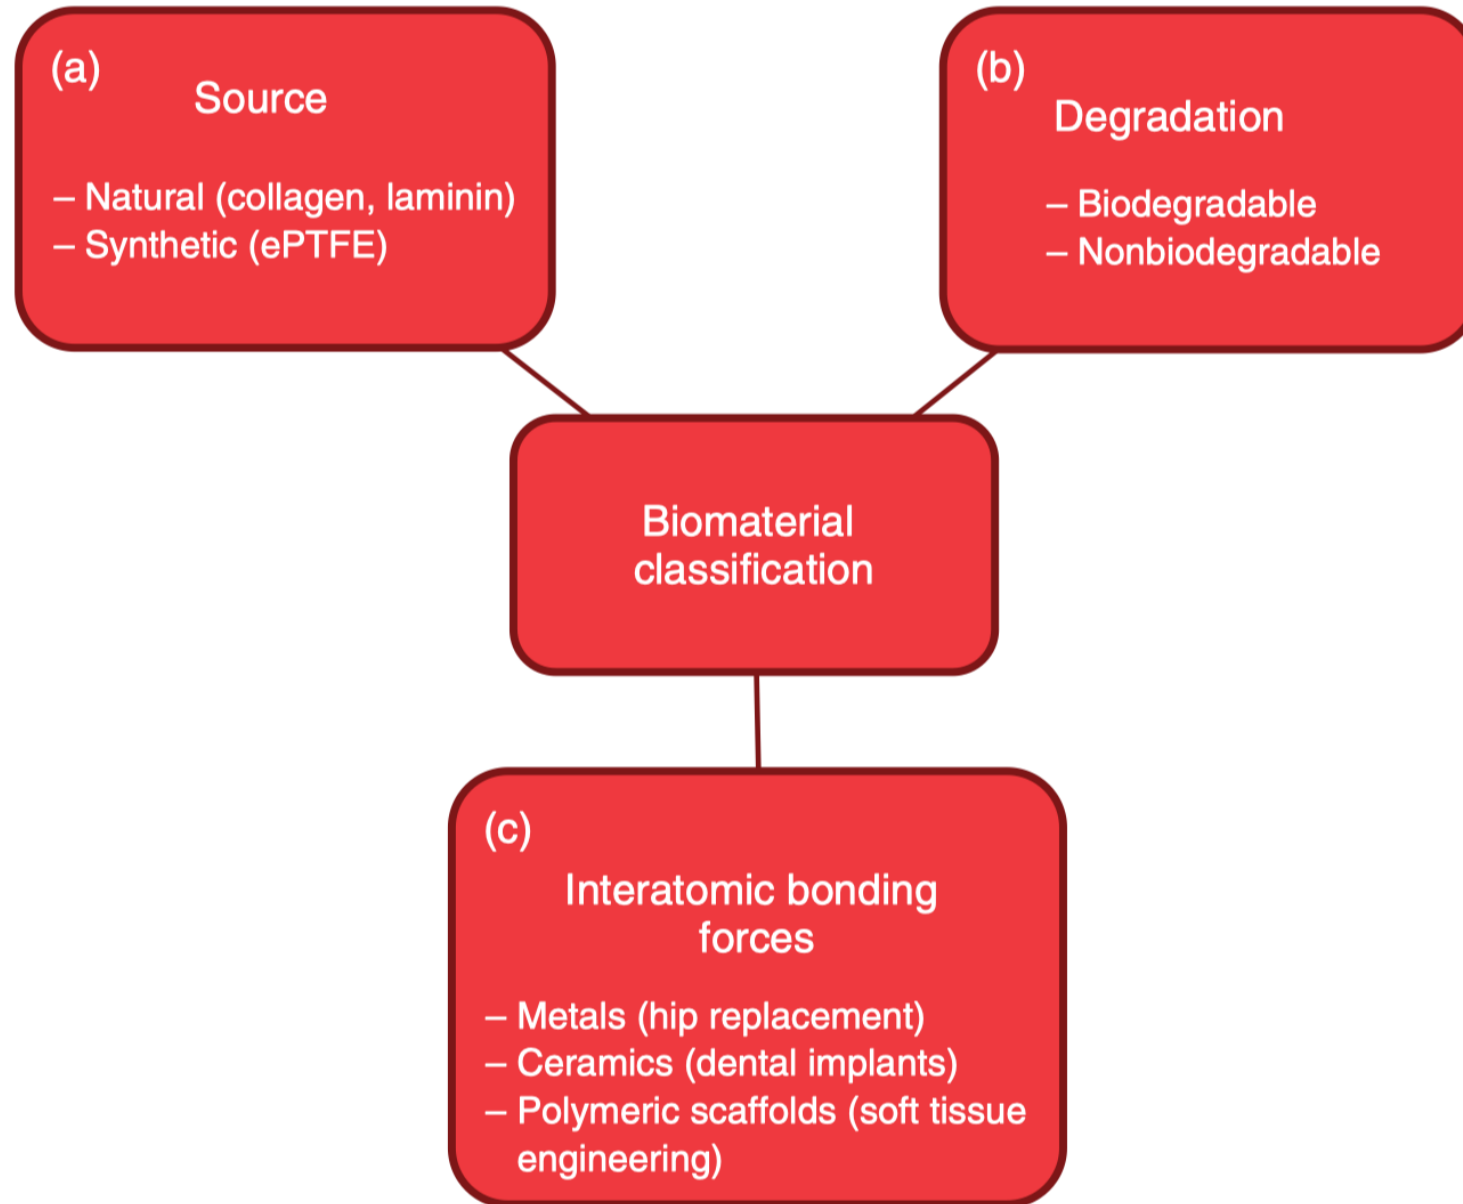 (a)
Source
– Natural (collagen, laminin)
– Synthetic (ePTFE)
(b)
Degradation
– Biodegradable
– Nonbiodegradable
Biomaterial
classification
(c)
Interatomic bonding
forces
– Metals (hip replacement)
– Ceramics (dental implants)
– Polymeric scaffolds (soft tissue
engineering)